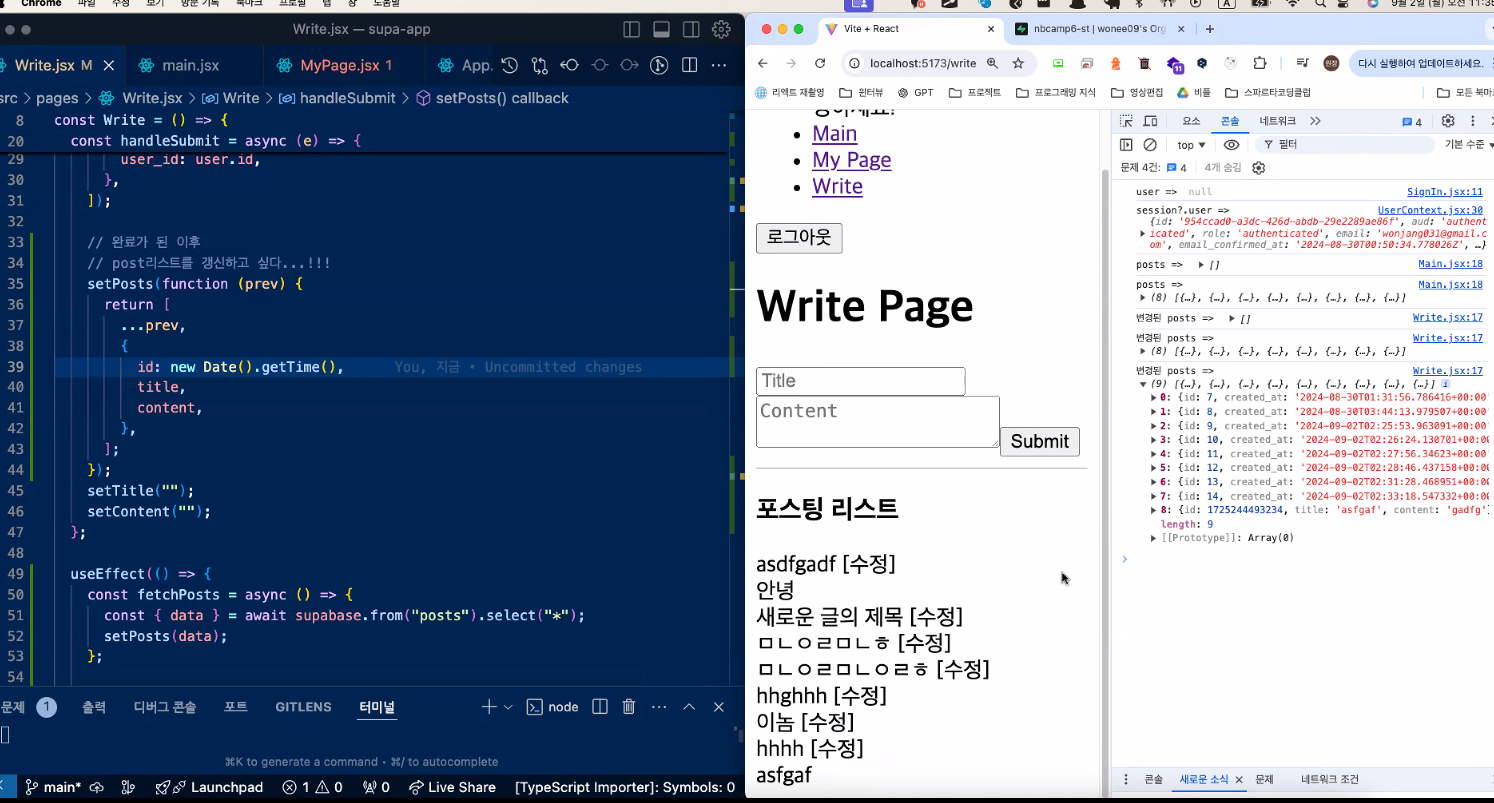 Chrome 파일 수정 보기 방문 기록 북마크 프로필 탭 창 도움말
9월 2일 (월) 오전 11:35
Write.jsx — supa-app
Write.jsx M main.jsx MyPage.jsx 1 App.
src > pages > Write.jsx > Write > handleSubmit > setPosts() callback
8 const Write = () => {
20 const handleSubmit = async (e) => {
29 user_id: user.id,
30 },
31 ]);
32
33 // 완료가 된 이후
34 // post리스트를 갱신하고 싶다...!!!
35 setPosts(function (prev) {
36 return [
37 ...prev,
38 {
39 id: new Date().getTime(), You, 지금 • Uncommitted changes
40 title,
41 content,
42 },
43 ];
44 });
45 setTitle("");
46 setContent("");
47 };
48
49 useEffect(() => {
50 const fetchPosts = async () => {
51 const { data } = await supabase.from("posts").select("*");
52 setPosts(data);
53 };
54
문제 1 출력 디버그 콘솔 포트 GITLENS 터미널 node
⌘K to generate a command • ⌘/ to autocomplete
main* Launchpad 1 0 0 Live Share [TypeScript Importer]: Symbols: 0
Vite + React nbcamp6-st | wonee09's Org
localhost:5173/write 다시 실행하여 업데이트하세요.
리액트 재촬영 원터뷰 GPT 프로젝트 프로그래밍 지식 영상편집 비플 스파르타코딩클럽 모든 북마
Main
My Page
Write
로그아웃
Write Page
Title
Content
Submit
포스팅 리스트
asdfgadf [수정]
안녕
새로운 글의 제목 [수정]
ㅁㄴㅇㄹㅁㄴㅎ [수정]
ㅁㄴㅇㄹㅁㄴㅇㄹㅎ [수정]
hhghhh [수정]
이놈 [수정]
hhhh [수정]
asfgaf
요소 콘솔 네트워크 4
top 필터 기본 수준
문제 4건: 4 4개 숨김
user => null SignIn.jsx:11
session?.user => UserContext.jsx:30
{id: '954ccad0-a3dc-426d-abdb-29e2289ae86f', aud: 'authent
icated', role: 'authenticated', email: 'wonjang031@gmail.c
om', email_confirmed_at: '2024-08-30T00:50:34.778026Z', …}
posts => [] Main.jsx:18
posts => Main.jsx:18
(8) [{…}, {…}, {…}, {…}, {…}, {…}, {…}, {…}]
변경된 posts => [] Write.jsx:17
변경된 posts => Write.jsx:17
(8) [{…}, {…}, {…}, {…}, {…}, {…}, {…}, {…}]
변경된 posts => Write.jsx:17
(9) [{…}, {…}, {…}, {…}, {…}, {…}, {…}, {…}, {…}]
0: {id: 7, created_at: '2024-08-30T01:31:56.786416+00:00'
1: {id: 8, created_at: '2024-08-30T03:44:13.979507+00:00'
2: {id: 9, created_at: '2024-09-02T02:25:53.963091+00:00'
3: {id: 10, created_at: '2024-09-02T02:26:24.130701+00:00
4: {id: 11, created_at: '2024-09-02T02:27:56.34623+00:00'
5: {id: 12, created_at: '2024-09-02T02:28:46.437158+00:00
6: {id: 13, created_at: '2024-09-02T02:31:28.468951+00:00
7: {id: 14, created_at: '2024-09-02T02:33:18.547332+00:00
8: {id: 1725244493234, title: 'asfgaf', content: 'gadfg'}
length: 9
[[Prototype]]: Array(0)
콘솔 새로운 소식 문제 네트워크 조건